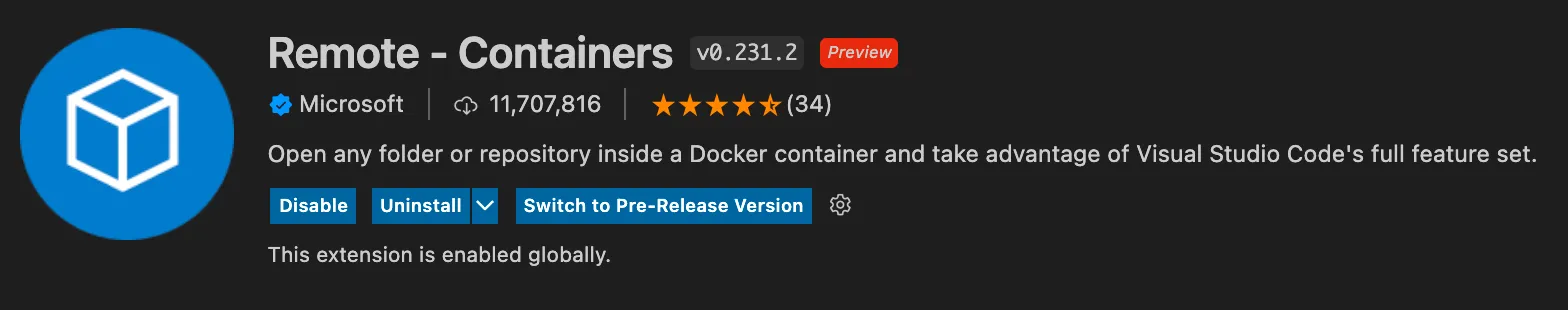 Remote - Containers v0.231.2 Preview
Microsoft 11,707,816 (34)
Open any folder or repository inside a Docker container and take advantage of Visual Studio Code's full feature set.
Disable Uninstall Switch to Pre-Release Version
This extension is enabled globally.